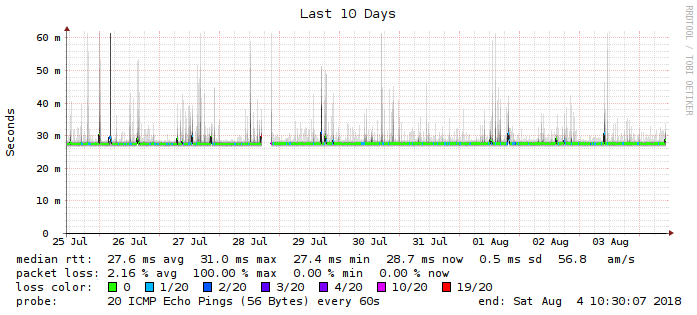 Last 10 Days
RRDTOOL / TOBI OETIKER
Seconds
60 m
50 m
40 m
30 m
20 m
10 m
0
25 Jul 26 Jul 27 Jul 28 Jul 29 Jul 30 Jul 31 Jul 01 Aug 02 Aug 03 Aug
median rtt: 27.6 ms avg 31.0 ms max 27.4 ms min 28.7 ms now 0.5 ms sd 56.8 am/s
packet loss: 2.16 % avg 100.00 % max 0.00 % min 0.00 % now
loss color: 0 1/20 2/20 3/20 4/20 10/20 19/20
probe: 20 ICMP Echo Pings (56 Bytes) every 60s end: Sat Aug 4 10:30:07 2018